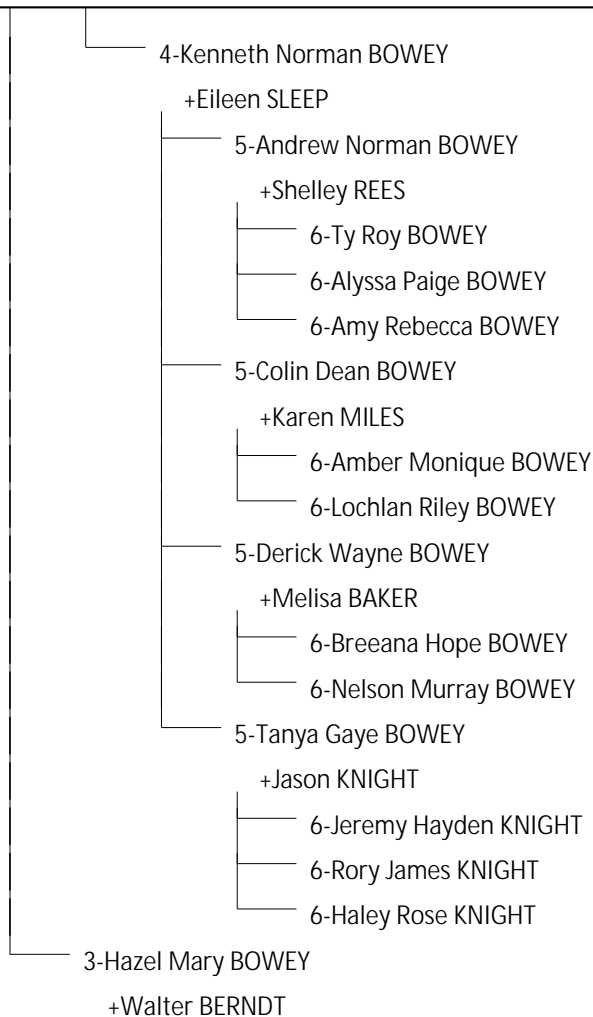 4-Kenneth Norman BOWEY
+Eileen SLEEP
5-Andrew Norman BOWEY
+Shelley REES
6-Ty Roy BOWEY
6-Alyssa Paige BOWEY
6-Amy Rebecca BOWEY
5-Colin Dean BOWEY
+Karen MILES
6-Amber Monique BOWEY
6-Lochlan Riley BOWEY
5-Derick Wayne BOWEY
+Melisa BAKER
6-Breeana Hope BOWEY
6-Nelson Murray BOWEY
5-Tanya Gaye BOWEY
+Jason KNIGHT
6-Jeremy Hayden KNIGHT
6-Rory James KNIGHT
6-Haley Rose KNIGHT
3-Hazel Mary BOWEY
+Walter BERNDT